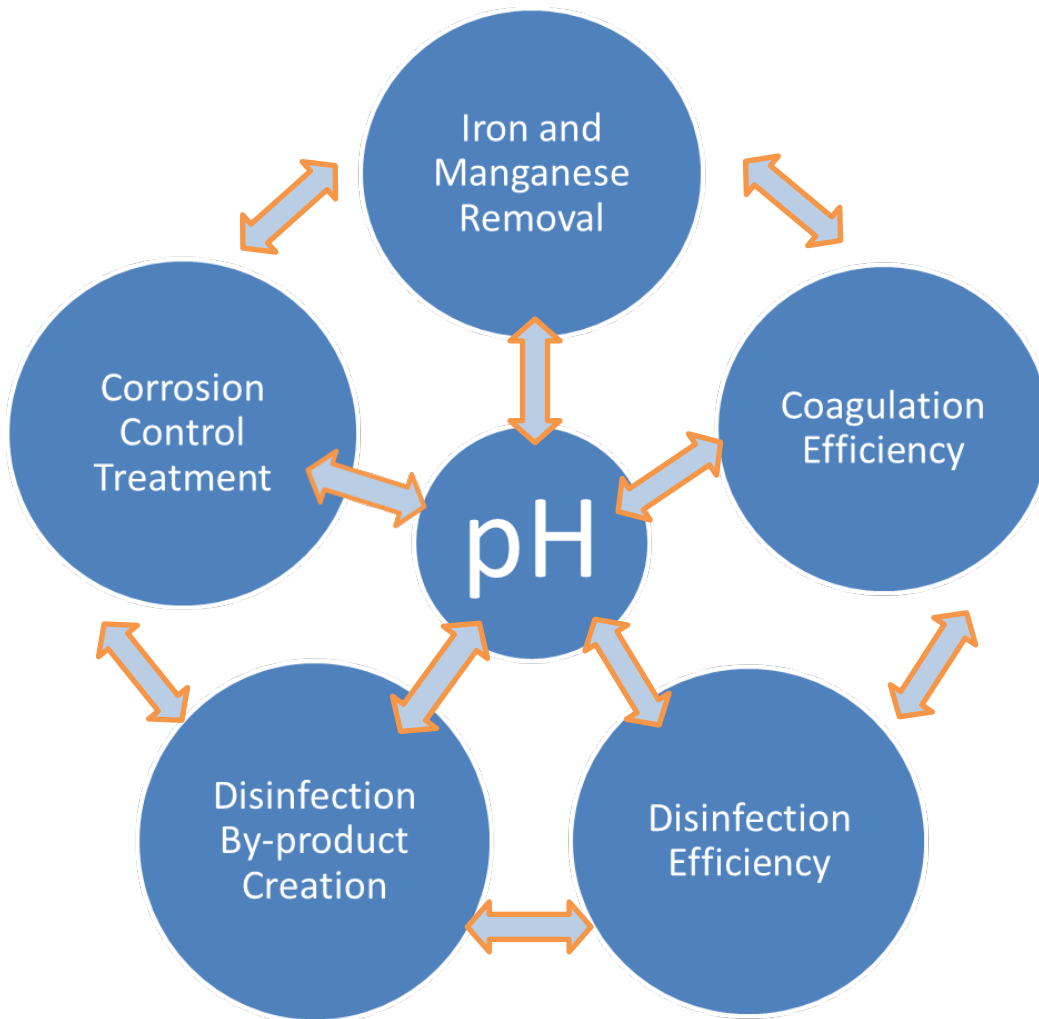 Iron and
Manganese
Removal
Corrosion
Control
Treatment
Coagulation
Efficiency
pH
Disinfection
By-product
Creation
Disinfection
Efficiency